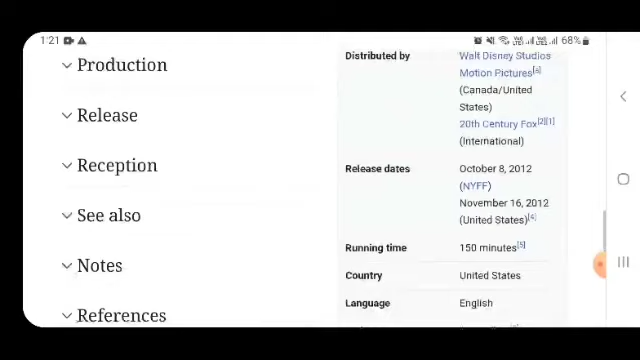 1:21 68%
Production
Release
Reception
See also
Notes
References
Distributed by Walt Disney Studios
Motion Pictures[4]
(Canada/United
States)
20th Century Fox[2][1]
(International)
Release dates October 8, 2012
(NYFF)
November 16, 2012
(United States)[4]
Running time 150 minutes[5]
Country United States
Language English